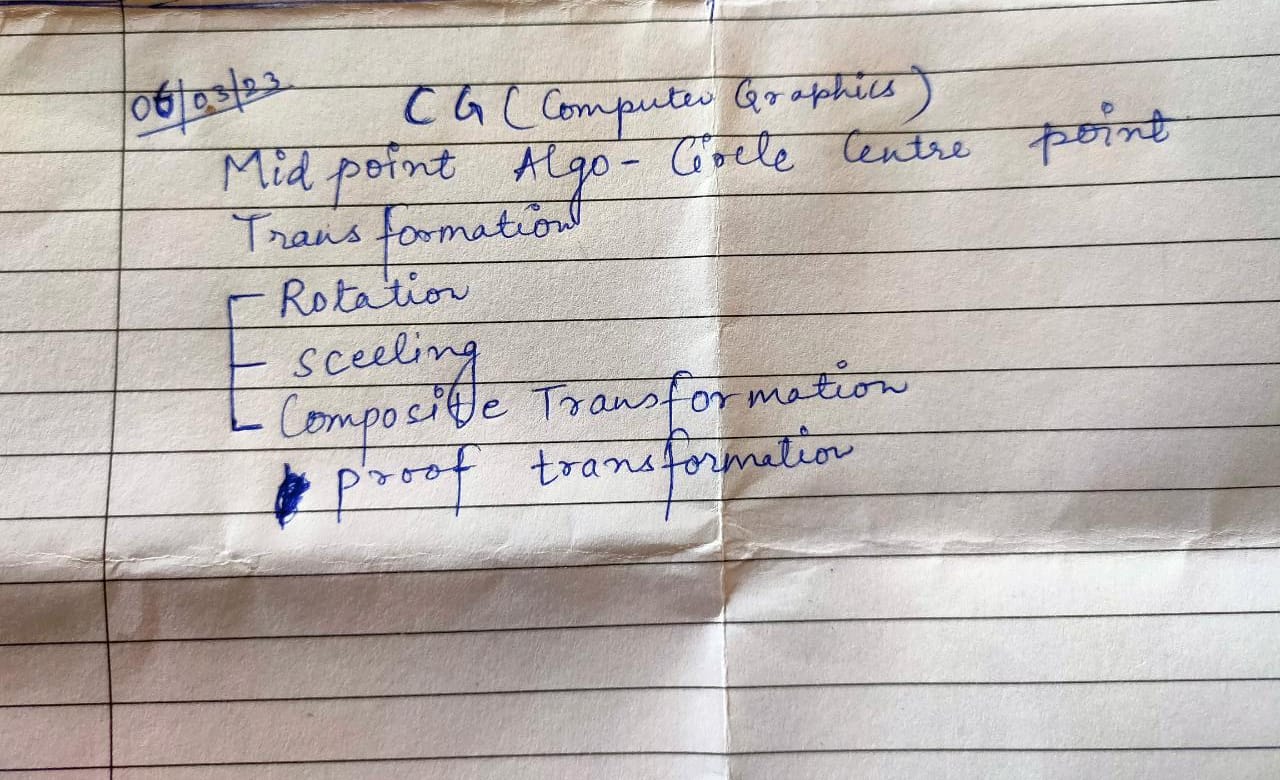 06/03/23
CG (Computer Graphics)
Mid point Algo- Circle Centre point
Transformation
Rotation
sceeling
Composite Transformation
proof transformation